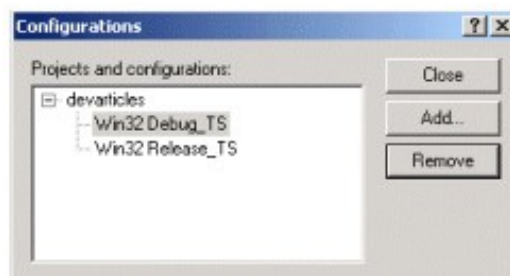 Configurations
Projects and configurations:
devarticles
Win32 Debug_TS
Win32 Release_TS
Close
Add...
Remove